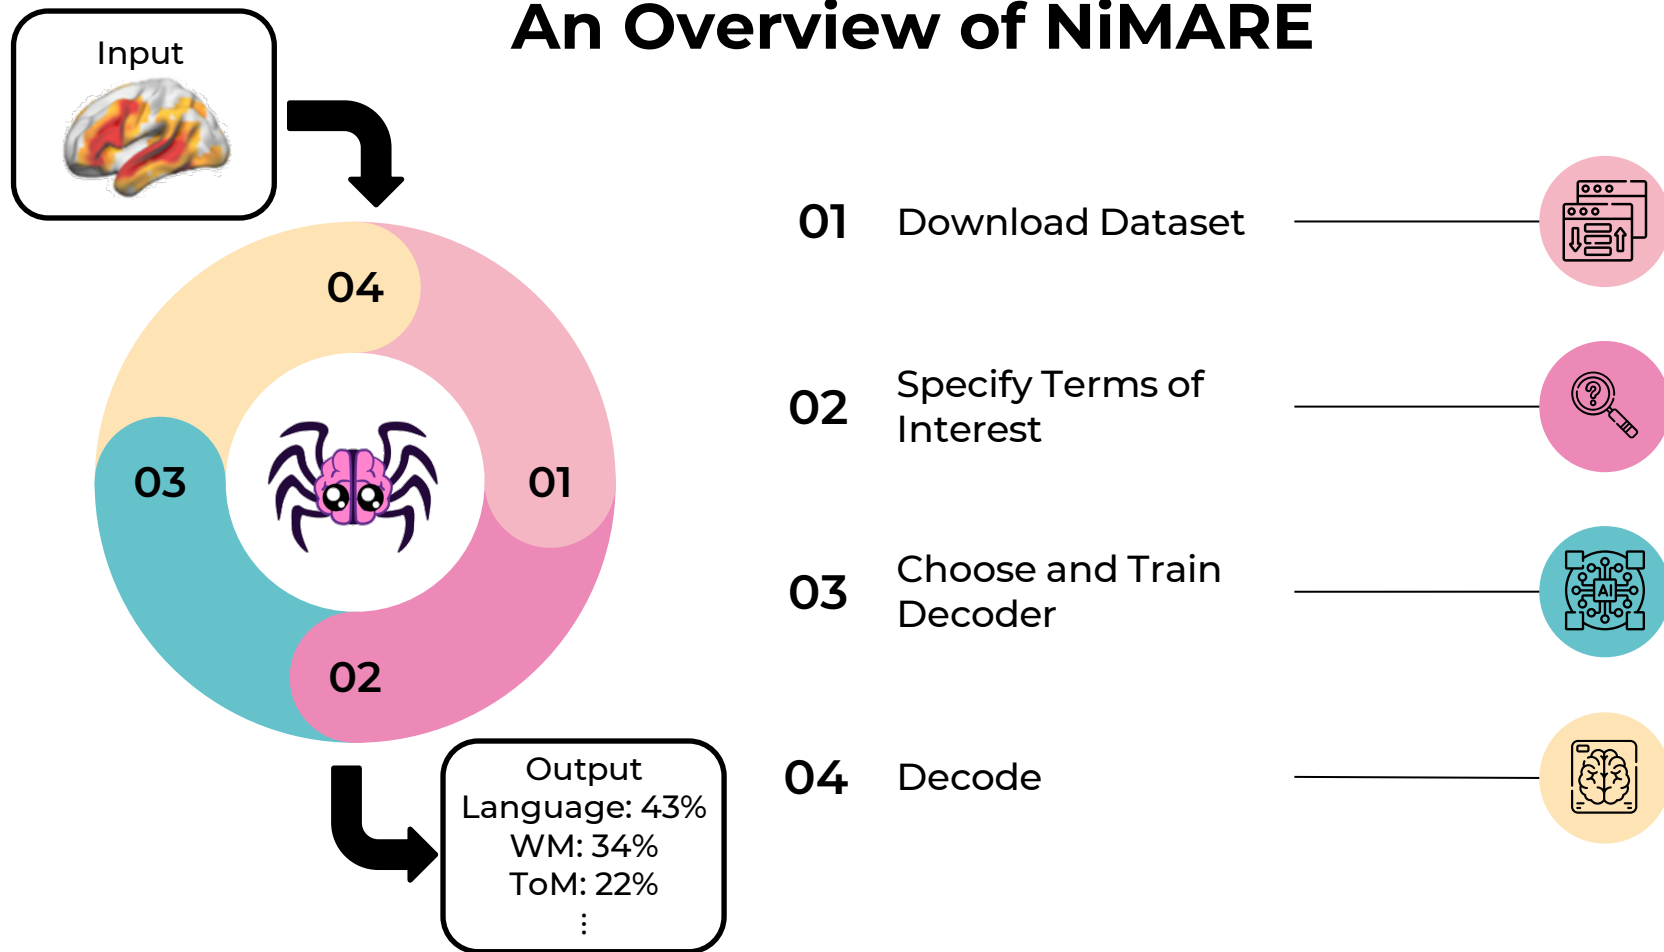 An Overview of NiMARE
Input
04
03
01
02
Output
Language: 43%
WM: 34%
ToM: 22%
⋮
01 Download Dataset
02 Specify Terms of
Interest
03 Choose and Train
Decoder
AI
04 Decode